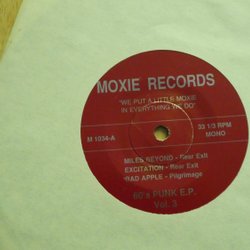 MOXIE RECORDS
"WE PUT A LITTLE MOXIE
IN EVERYTHING WE DO"
M 1034-A
33 1/3 RPM
MONO
MILES BEYOND - Rear Exit
EXCITATION - Rear Exit
BAD APPLE - Pilgrimage
60's PUNK E.P.
Vol. 3